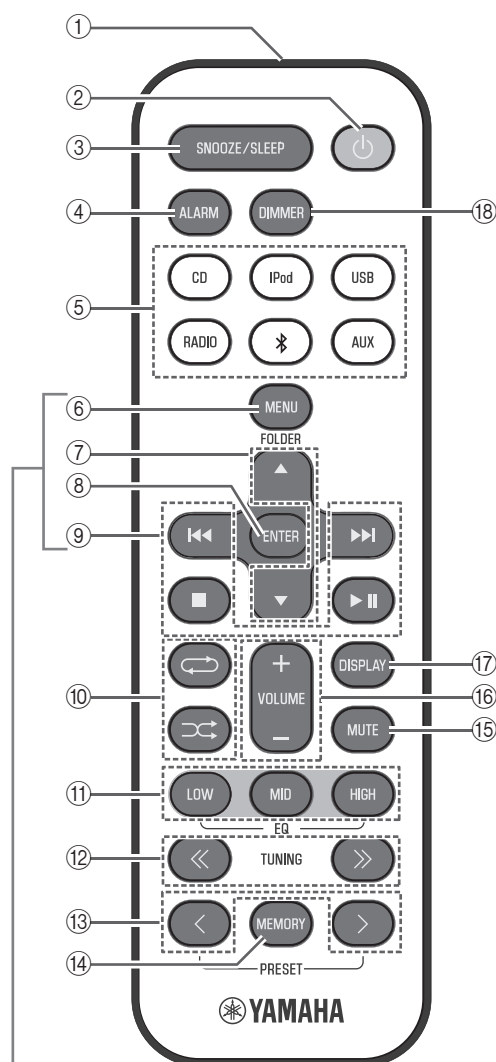 ①
②
③ SNOOZE/SLEEP
④ ALARM DIMMER ⑱
CD iPod USB
⑤
RADIO AUX
⑥ MENU
FOLDER
⑦
⑧ ENTER
⑨
⑩ + DISPLAY ⑰
VOLUME ⑯
– MUTE ⑮
⑪ LOW MID HIGH
EQ
⑫ TUNING
⑬ MEMORY
⑭ PRESET
YAMAHA